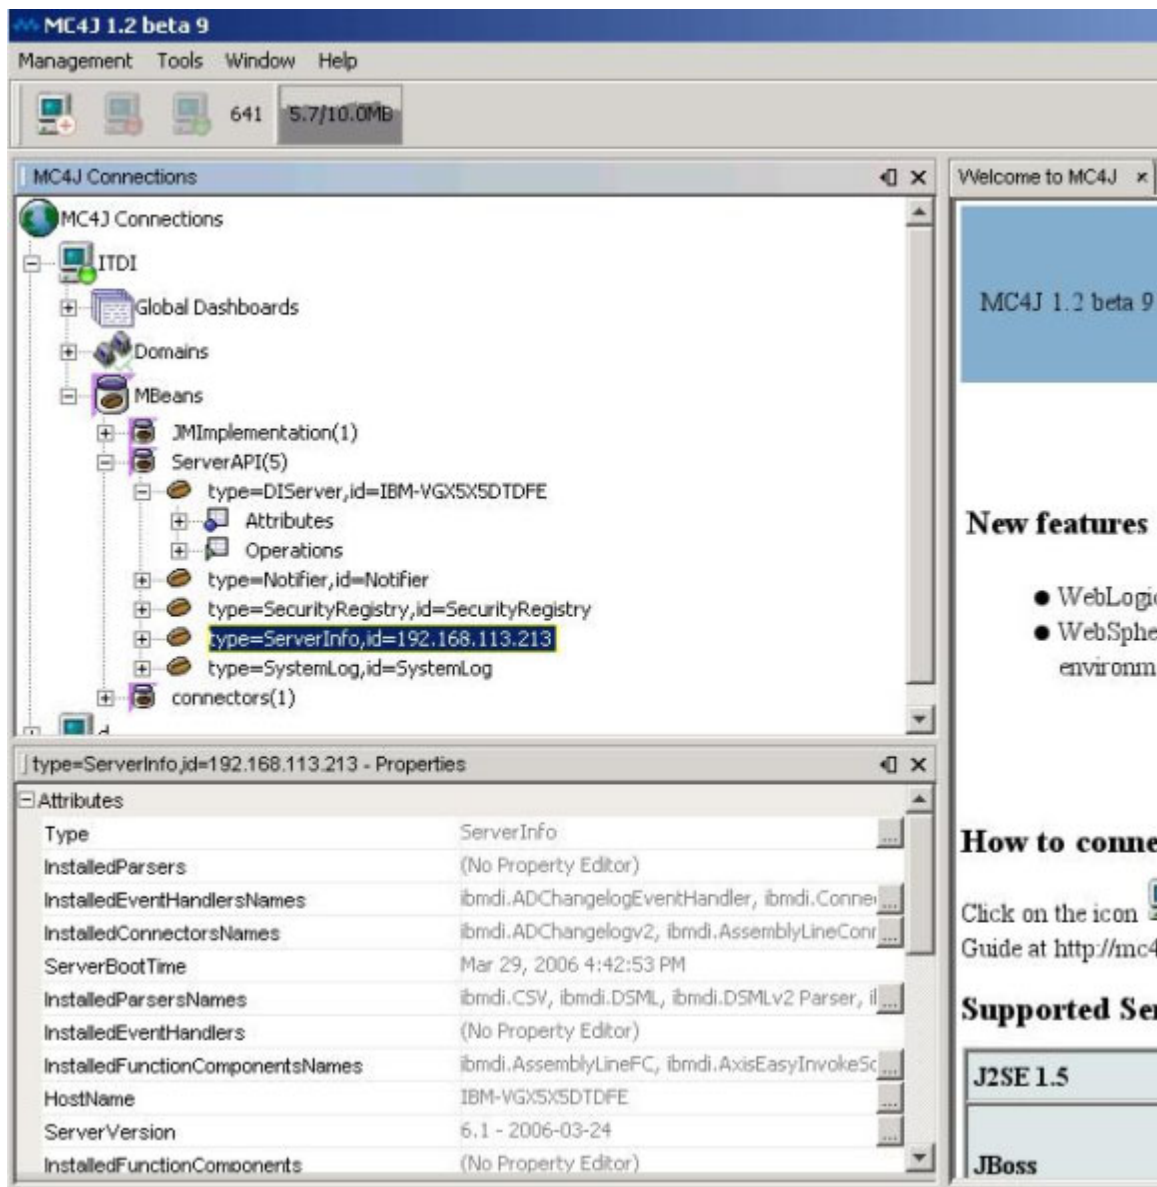 MC4J 1.2 beta 9
Management Tools Window Help
641 5.7/10.0MB
MC4J Connections
MC4J Connections
ITDI
Global Dashboards
Domains
MBeans
JMImplementation(1)
ServerAPI(5)
type=DIServer,id=IBM-VGX5X5DTDFE
Attributes
Operations
type=Notifier,id=Notifier
type=SecurityRegistry,id=SecurityRegistry
type=ServerInfo,id=192.168.113.213
type=SystemLog,id=SystemLog
connectors(1)
type=ServerInfo,id=192.168.113.213 - Properties
Attributes
Type ServerInfo
InstalledParsers (No Property Editor)
InstalledEventHandlersNames ibmdi.ADChangelogEventHandler, ibmdi.Conne
InstalledConnectorsNames ibmdi.ADChangelogv2, ibmdi.AssemblyLineConr
ServerBootTime Mar 29, 2006 4:42:53 PM
InstalledParsersNames ibmdi.CSV, ibmdi.DSML, ibmdi.DSMLv2 Parser,
InstalledEventHandlers (No Property Editor)
InstalledFunctionComponentsNames ibmdi.AssemblyLineFC, ibmdi.AxisEasyInvokeSc
HostName IBM-VGX5X5DTDFE
ServerVersion 6.1 - 2006-03-24
InstalledFunctionComponents (No Property Editor)
Welcome to MC4J
MC4J 1.2 beta 9
New features
WebLogic
WebSphe
environm
How to conne
Click on the icon
Guide at http://mc4
Supported Ser
J2SE 1.5
JBoss